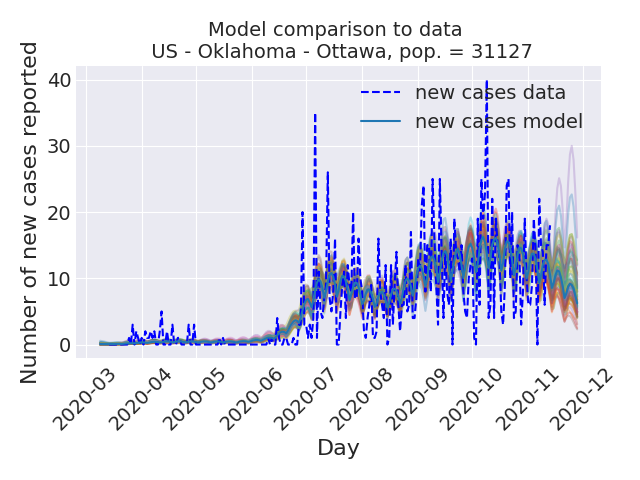 Model comparison to data
US - Oklahoma - Ottawa, pop. = 31127
Number of new cases reported
40
30
20
10
0
new cases data
new cases model
2020-03
2020-04
2020-05
2020-06
2020-07
2020-08
2020-09
2020-10
2020-11
2020-12
Day